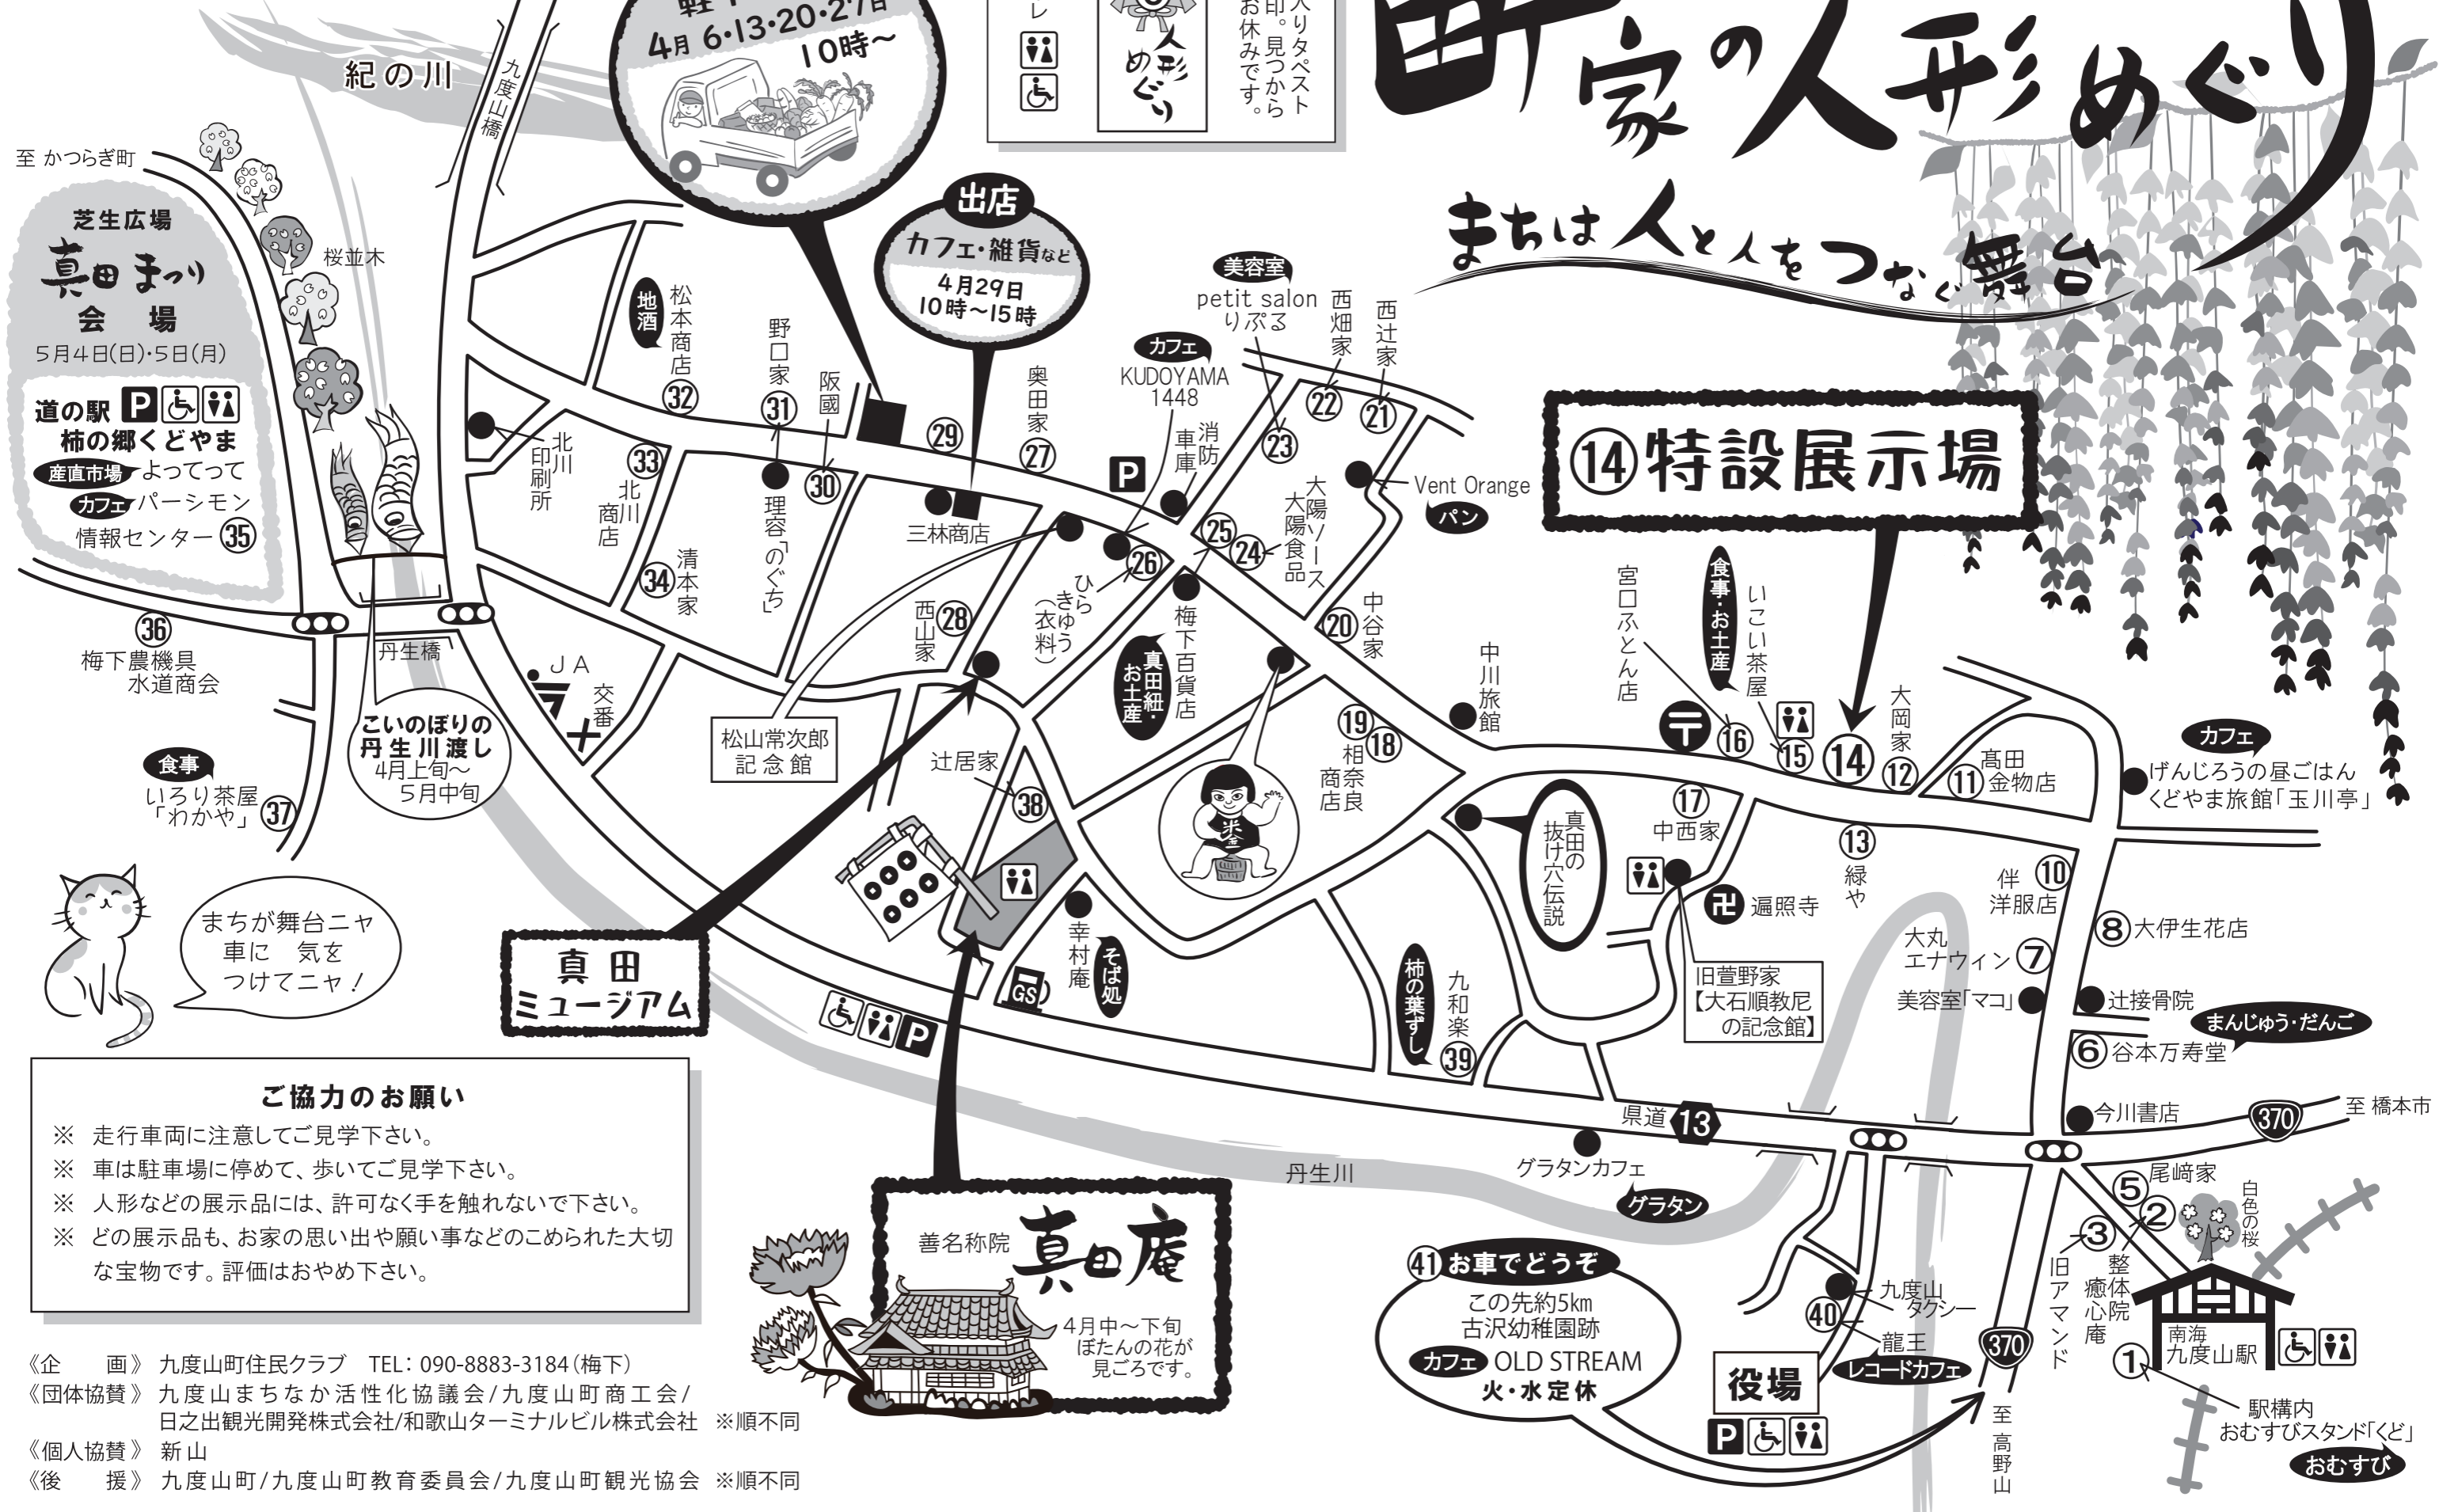 4月 6・13・20・27日
10時〜
人形めぐり
入りタペスト
印。見つから
お休みです。
町家の人形めぐり
まちは人と人をつなぐ舞台
紀の川
九度山橋
至 かつらぎ町
桜並木
芝生広場
真田まつり
会 場
5月4日(日)・5日(月)
道の駅 P
柿の郷くどやま
産直市場 よってって
カフェ パーシモン
情報センター ㉟
出店
カフェ・雑貨など
4月29日
10時〜15時
地酒
松本商店
㉜
野口家
㉛
阪國
㉚
㉙
奥田家
㉗
カフェ
KUDOYAMA
1448
P
消防
車庫
美容室
petit salon
りぷる
㉓
西畑家
㉒
西辻家
㉑
Vent Orange
パン
⑭特設展示場
北川
印刷所
㉝
北川
商店
㉞
清本家
理容「のぐち」
三林商店
西山家
㉘
ひら
きゅう
(衣料)
㉖
㉕
㉔
大陽ソース
大陽食品
梅下百貨店
真田紐・
お土産
⑳
中谷家
中川旅館
宮口ふとん店
⑯
食事・お土産
いこい茶屋
⑮
⑭
大岡家
⑫
⑪
髙田
金物店
カフェ
げんじろうの昼ごはん
くどやま旅館「玉川亭」
㊱
梅下農機具
水道商会
丹生橋
JA
交番
こいのぼりの
丹生川渡し
4月上旬〜
5月中旬
食事
いろり茶屋
「わかや」
㊲
松山常次郎
記念館
辻居家
㊳
米金
⑲
⑱
相奈良
商店
真田の
抜け穴伝説
⑰
中西家
卍 遍照寺
⑬
緑や
⑩
伴
洋服店
⑧大伊生花店
大丸
エナウィン
⑦
美容室「マコ」
辻接骨院
まんじゅう・だんご
⑥谷本万寿堂
今川書店
370
至 橋本市
まちが舞台ニャ
車に 気を
つけてニャ!
真田
ミュージアム
幸村庵
そば処
GS
P
柿の葉ずし
九和楽
㊴
旧萱野家
【大石順教尼
の記念館】
県道 13
丹生川
グラタンカフェ
グラタン
ご協力のお願い
※ 走行車両に注意してご見学下さい。
※ 車は駐車場に停めて、歩いてご見学下さい。
※ 人形などの展示品には、許可なく手を触れないで下さい。
※ どの展示品も、お家の思い出や願い事などのこめられた大切
な宝物です。評価はおやめ下さい。
善名称院 真田庵
4月中〜下旬
ぼたんの花が
見ごろです。
㊶お車でどうぞ
この先約5km
古沢幼稚園跡
カフェ OLD STREAM
火・水定休
役場
P
九度山
タクシー
㊵
龍王
レコードカフェ
370
至 高野山
⑤
尾﨑家
②
③
旧アマンド
整体院
癒心庵
白色の桜
南海
九度山駅
①
駅構内
おむすびスタンド「くど」
おむすび
《企 画》 九度山町住民クラブ TEL: 090-8883-3184(梅下)
《団体協賛》 九度山まちなか活性化協議会/九度山町商工会/
日之出観光開発株式会社/和歌山ターミナルビル株式会社 ※順不同
《個人協賛》 新山
《後 援》 九度山町/九度山町教育委員会/九度山町観光協会 ※順不同